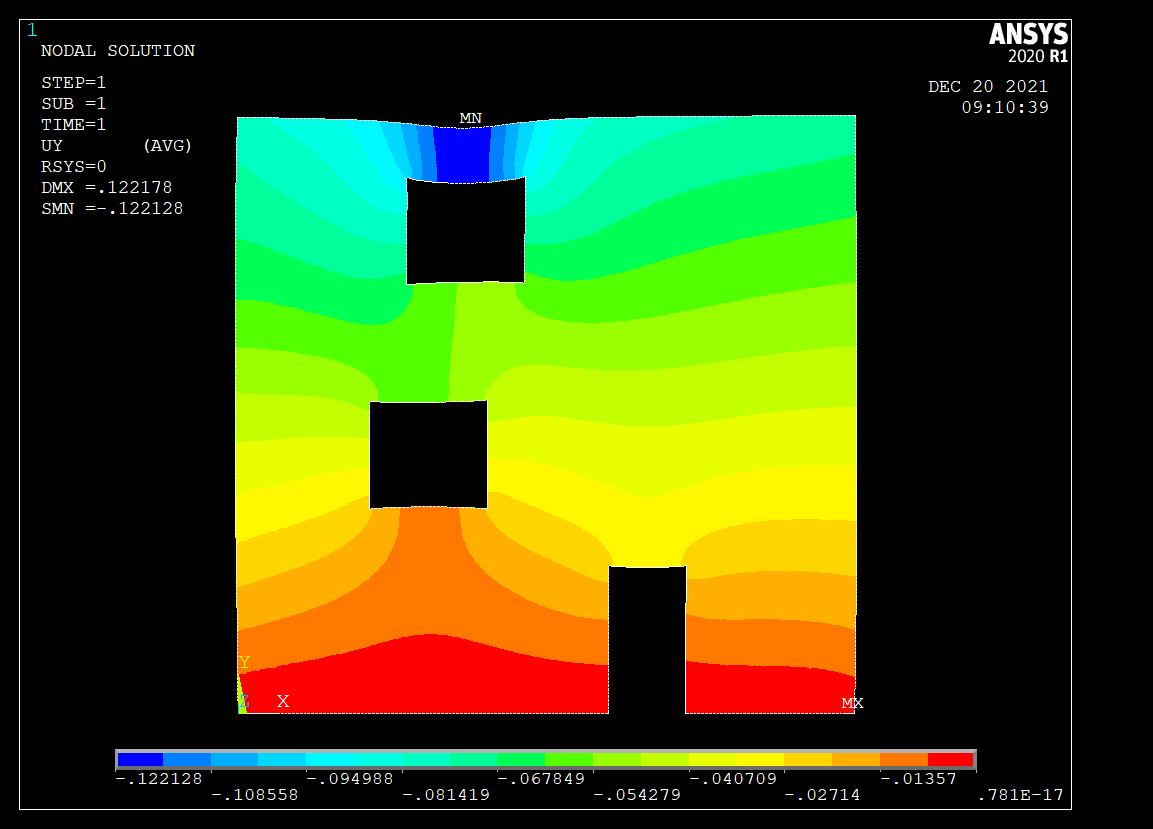 1
ANSYS
2020 R1
NODAL SOLUTION
STEP=1
SUB =1
TIME=1
UY (AVG)
RSYS=0
DMX =.122178
SMN =-.122128
DEC 20 2021
09:10:39
MN
Y
Z X
MX
-.122128 -.094988 -.067849 -.040709 -.01357
-.108558 -.081419 -.054279 -.02714 .781E-17